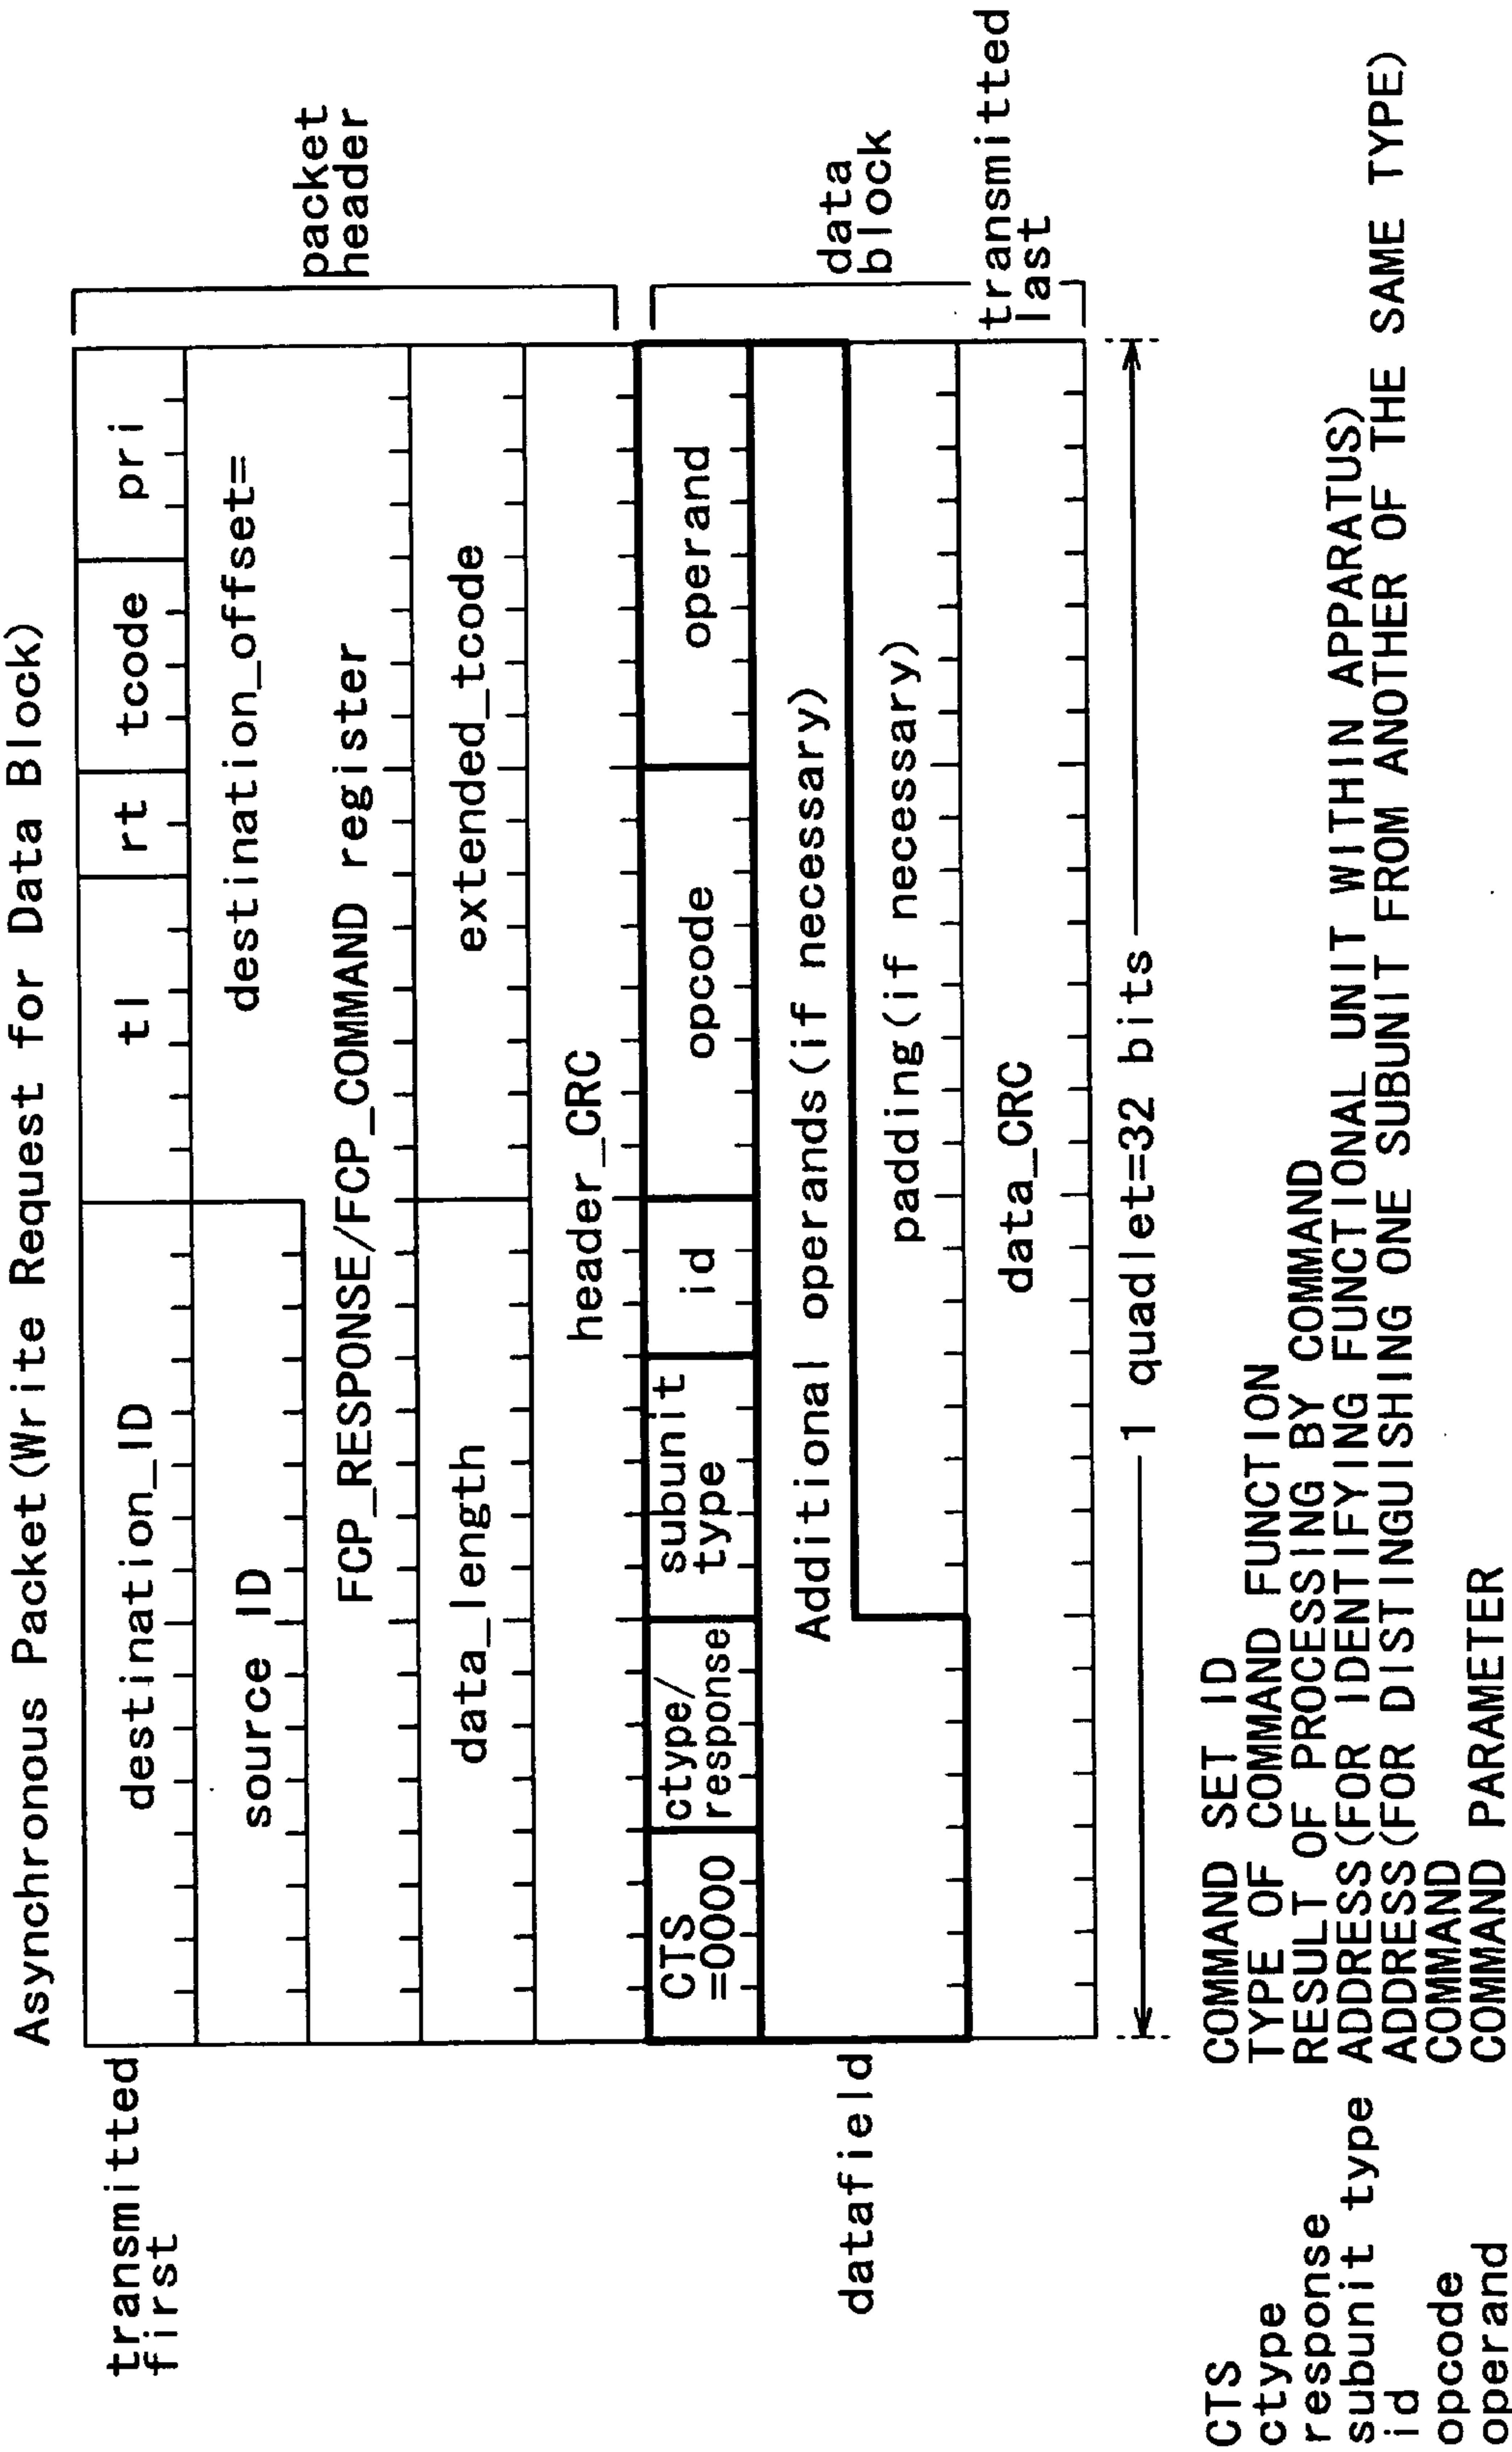 Asynchronous Packet(Write Request for Data Block)
transmitted
first
destination_ID
tl
rt
tcode
pri
source ID
destination_offset=
FCP_RESPONSE/FCP_COMMAND register
packet
header
data_length
extended_tcode
header_CRC
CTS
=0000
ctype/
response
subunit
type
id
opcode
operand
datafield
Additional operands(if necessary)
padding(if necessary)
data
block
data_CRC
transmitted
last
1 quadlet=32 bits
CTS COMMAND SET ID
ctype TYPE OF COMMAND FUNCTION
response RESULT OF PROCESSING BY COMMAND
subunit type ADDRESS(FOR IDENTIFYING FUNCTIONAL UNIT WITHIN APPARATUS)
id ADDRESS(FOR DISTINGUISHING ONE SUBUNIT FROM ANOTHER OF THE SAME TYPE)
opcode COMMAND
operand COMMAND PARAMETER